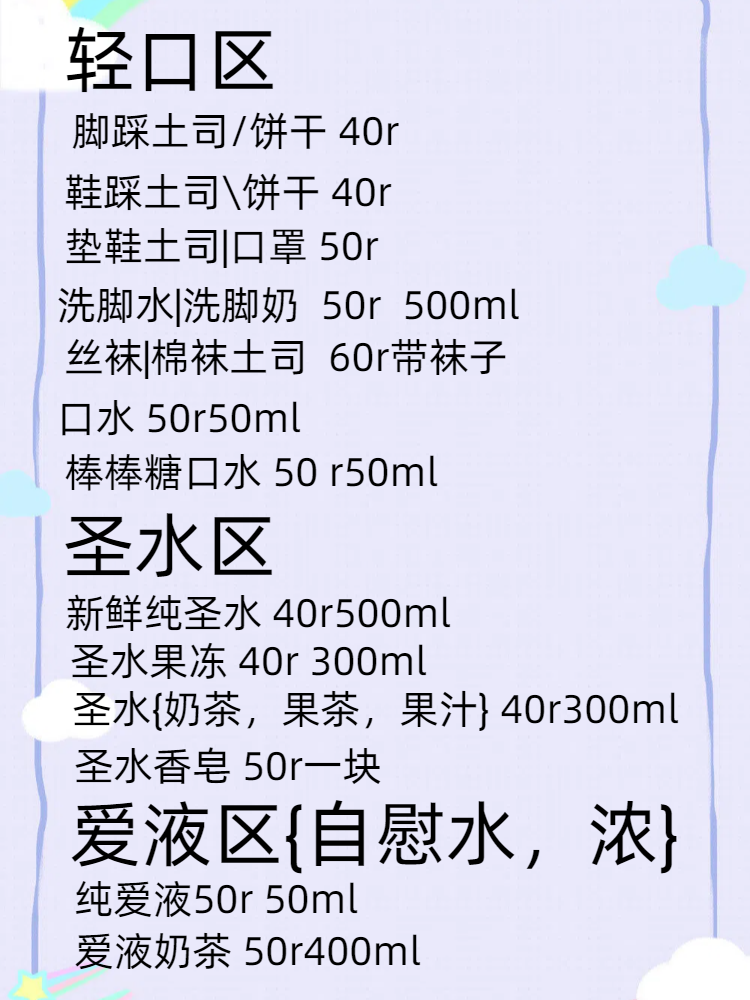 轻口区
脚踩土司/饼干 40r
鞋踩土司\饼干 40r
垫鞋土司|口罩 50r
洗脚水|洗脚奶 50r 500ml
丝袜|棉袜土司 60r带袜子
口水 50r50ml
棒棒糖口水 50 r50ml
圣水区
新鲜纯圣水 40r500ml
圣水果冻 40r 300ml
圣水{奶茶，果茶，果汁} 40r300ml
圣水香皂 50r一块
爱液区{自慰水，浓}
纯爱液50r 50ml
爱液奶茶 50r400ml